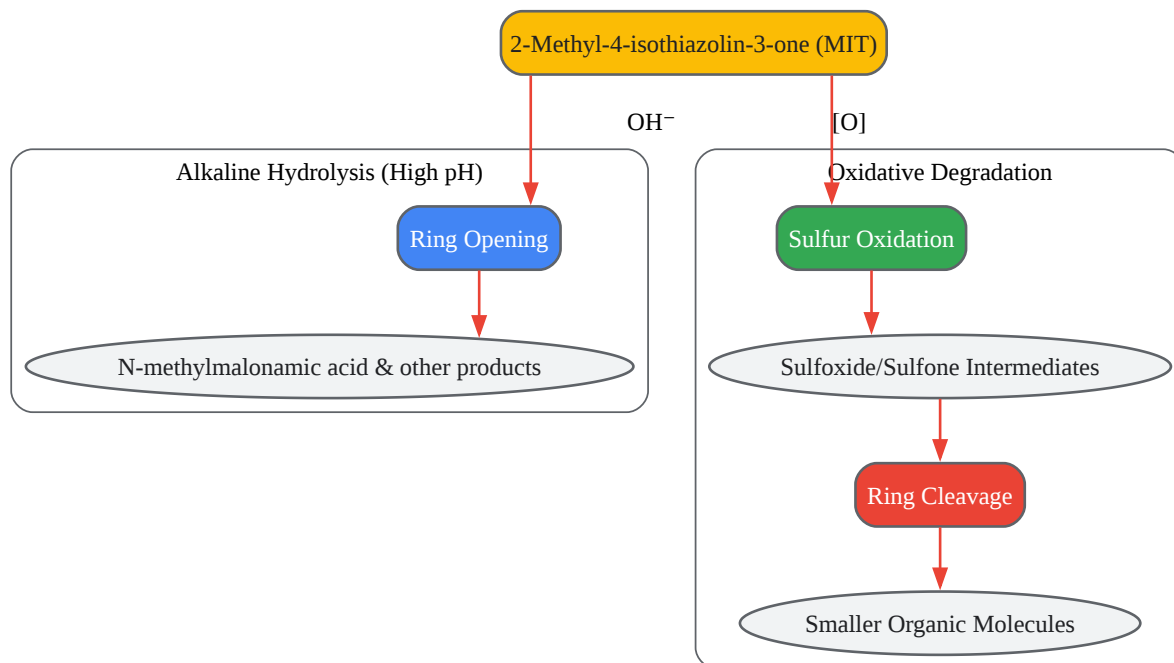 2-Methyl-4-isothiazolin-3-one (MIT)
OH⁻
[O]
Alkaline Hydrolysis (High pH)
Oxidative Degradation
Ring Opening
Sulfur Oxidation
N-methylmalonamic acid & other products
Sulfoxide/Sulfone Intermediates
Ring Cleavage
Smaller Organic Molecules